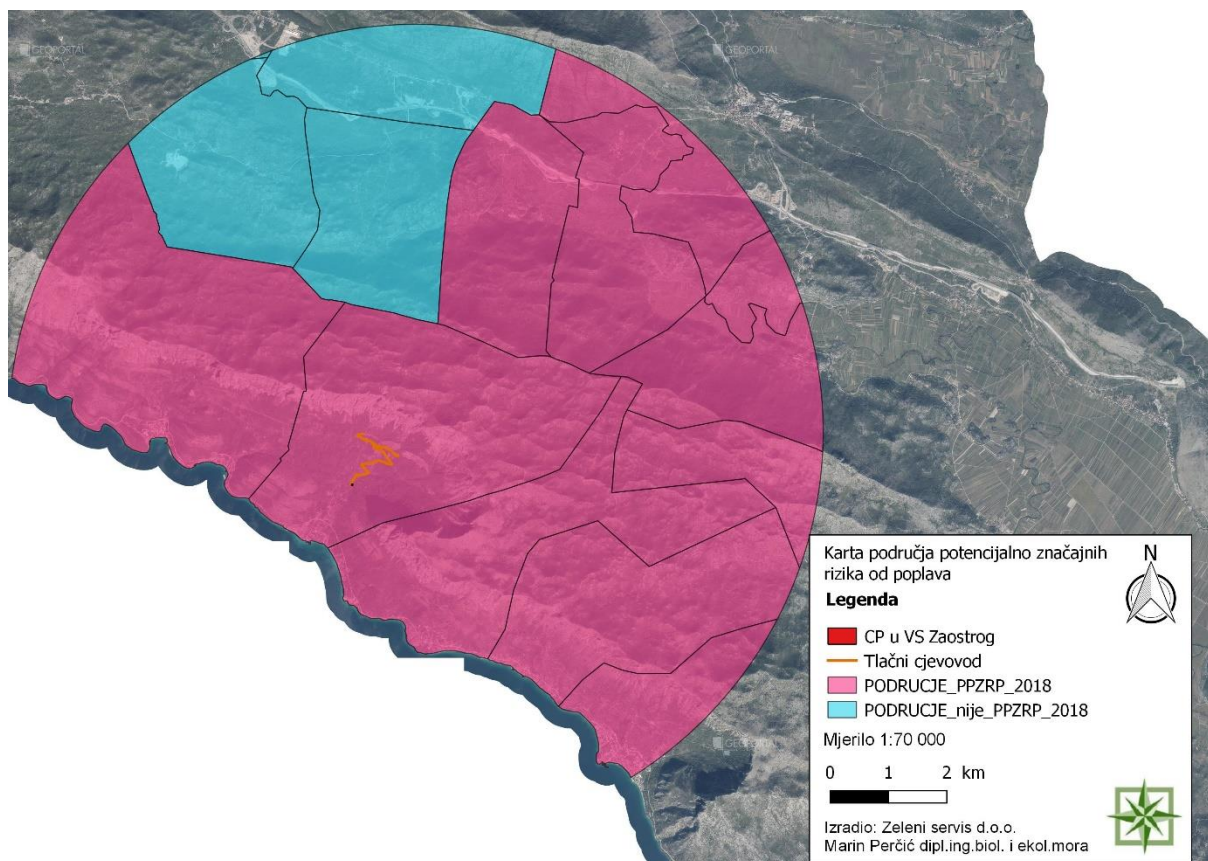 GEOPORTAL
GEOPORTAL
Karta područja potencijalno značajnih
rizika od poplava
N
Legenda
CP u VS Zaostrog
Tlačni cjevovod
PODRUCJE_PPZRP_2018
PODRUCJE_nije_PPZRP_2018
Mjerilo 1:70 000
0 1 2 km
Izradio: Zeleni servis d.o.o.
Marin Perčić dipl.ing.biol. i ekol.mora
GEOPORTAL